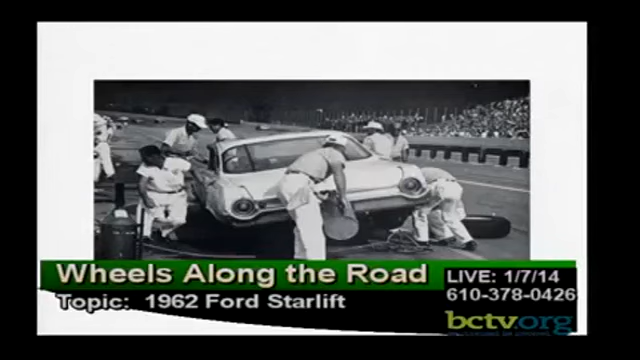 Wheels Along the Road
Topic: 1962 Ford Starlift
LIVE: 1/7/14
610-378-0426
bctv.org